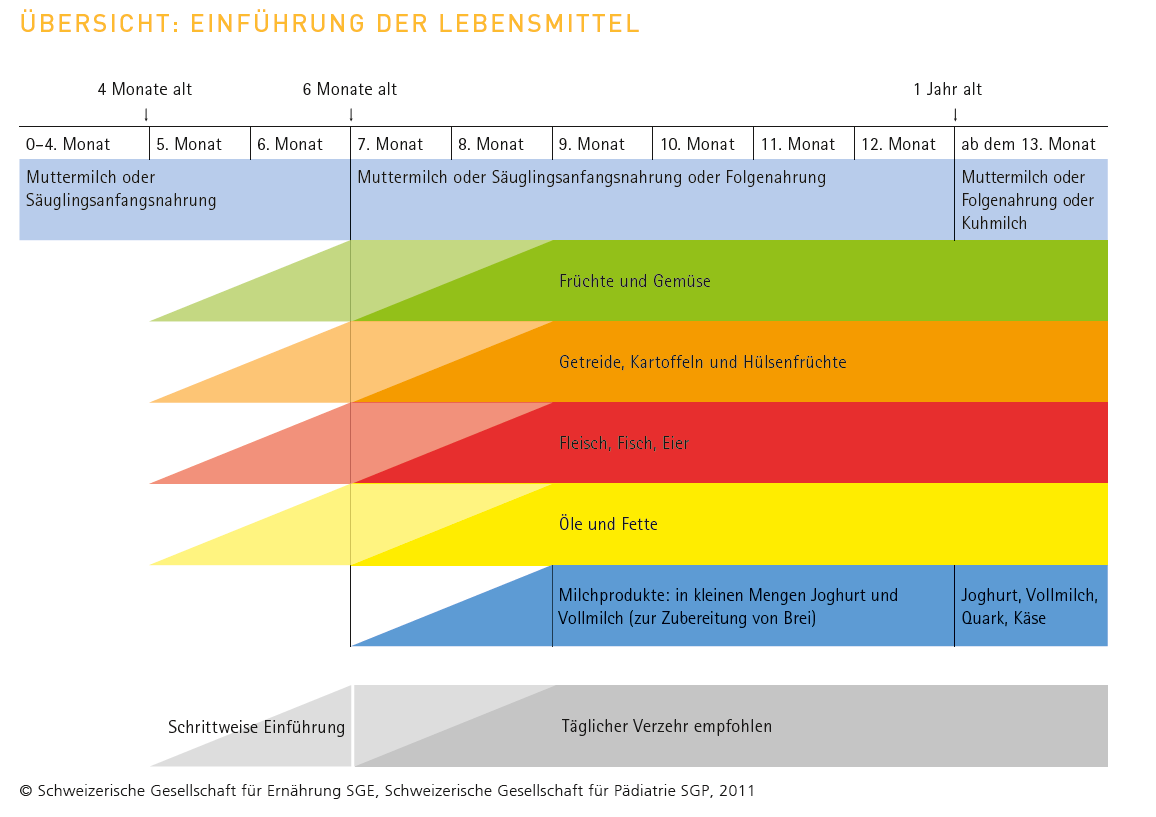 ÜBERSICHT: EINFÜHRUNG DER LEBENSMITTEL
4 Monate alt
6 Monate alt
1 Jahr alt
0–4. Monat
5. Monat
6. Monat
7. Monat
8. Monat
9. Monat
10. Monat
11. Monat
12. Monat
ab dem 13. Monat
Muttermilch oder
Säuglingsanfangsnahrung
Muttermilch oder Säuglingsanfangsnahrung oder Folgenahrung
Muttermilch oder
Folgenahrung oder
Kuhmilch
Früchte und Gemüse
Getreide, Kartoffeln und Hülsenfrüchte
Fleisch, Fisch, Eier
Öle und Fette
Milchprodukte: in kleinen Mengen Joghurt und
Vollmilch (zur Zubereitung von Brei)
Joghurt, Vollmilch,
Quark, Käse
Schrittweise Einführung
Täglicher Verzehr empfohlen
© Schweizerische Gesellschaft für Ernährung SGE, Schweizerische Gesellschaft für Pädiatrie SGP, 2011